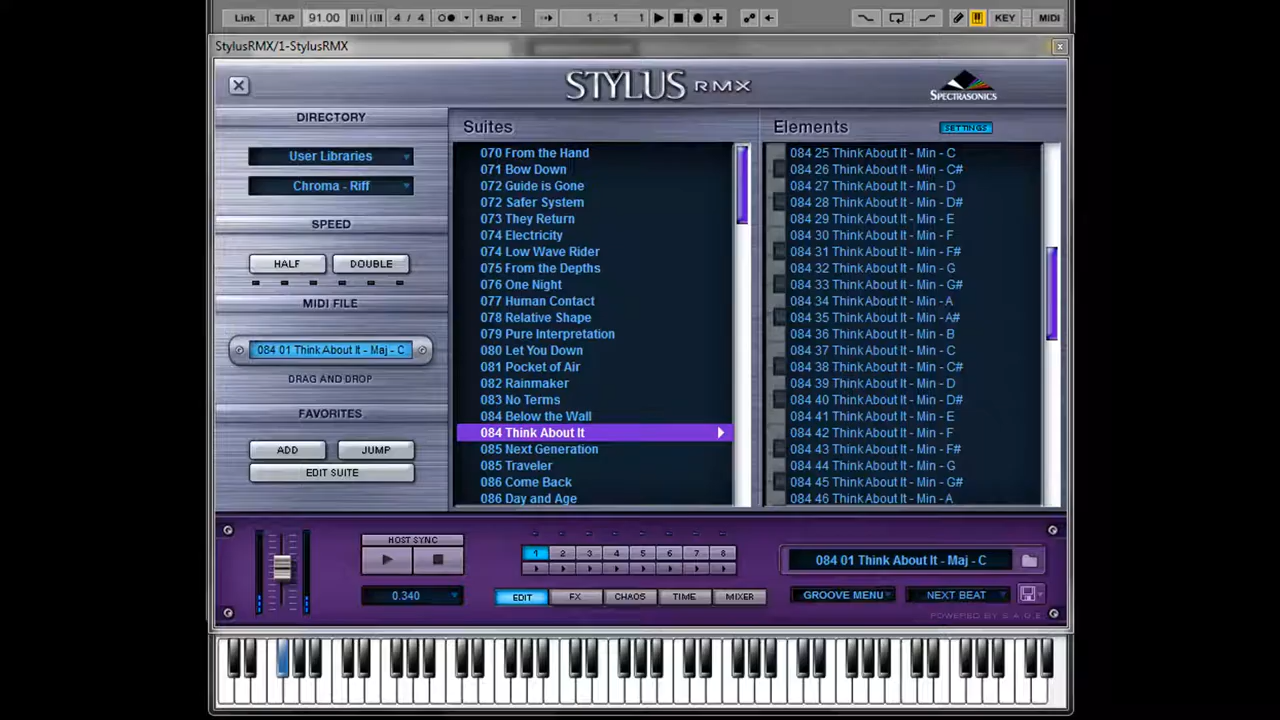 Link TAP 91.00 4 / 4 1 Bar 1 . 1 . 1 KEY MIDI
StylusRMX/1-StylusRMX
STYLUS RMX
SPECTRASONICS
DIRECTORY
User Libraries
Chroma - Riff
SPEED
HALF DOUBLE
MIDI FILE
084 01 Think About It - Maj - C
DRAG AND DROP
FAVORITES
ADD JUMP
EDIT SUITE
Suites
070 From the Hand
071 Bow Down
072 Guide is Gone
072 Safer System
073 They Return
074 Electricity
074 Low Wave Rider
075 From the Depths
076 One Night
077 Human Contact
078 Relative Shape
079 Pure Interpretation
080 Let You Down
081 Pocket of Air
082 Rainmaker
083 No Terms
084 Below the Wall
084 Think About It
085 Next Generation
085 Traveler
086 Come Back
086 Day and Age
Elements SETTINGS
084 25 Think About It - Min - C
084 26 Think About It - Min - C#
084 27 Think About It - Min - D
084 28 Think About It - Min - D#
084 29 Think About It - Min - E
084 30 Think About It - Min - F
084 31 Think About It - Min - F#
084 32 Think About It - Min - G
084 33 Think About It - Min - G#
084 34 Think About It - Min - A
084 35 Think About It - Min - A#
084 36 Think About It - Min - B
084 37 Think About It - Min - C
084 38 Think About It - Min - C#
084 39 Think About It - Min - D
084 40 Think About It - Min - D#
084 41 Think About It - Min - E
084 42 Think About It - Min - F
084 43 Think About It - Min - F#
084 44 Think About It - Min - G
084 45 Think About It - Min - G#
084 46 Think About It - Min - A
HOST SYNC
0.340
1 2 3 4 5 6 7 8
EDIT FX CHAOS TIME MIXER
084 01 Think About It - Maj - C
GROOVE MENU NEXT BEAT
POWERED BY S.A.G.E.